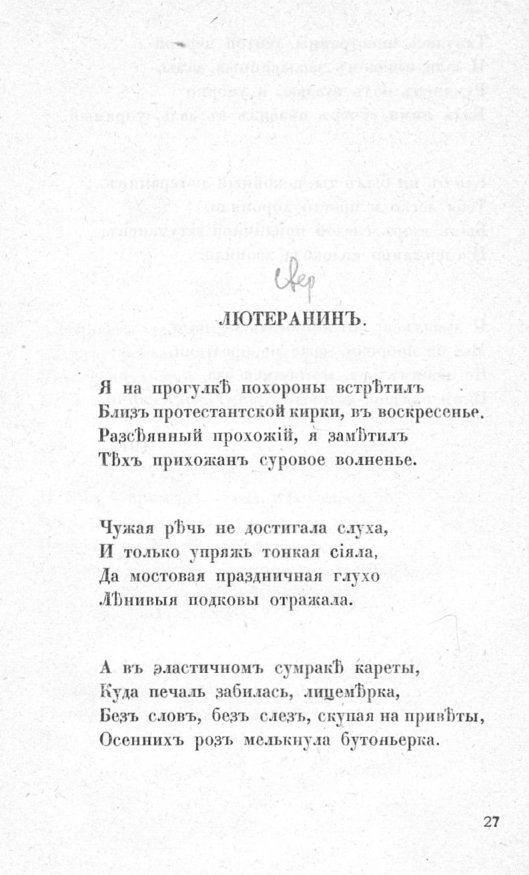 ЛЮТЕРАНИНЪ.
Я на прогулкѣ похороны встрѣтилъ
Близъ протестантской кирки, въ воскресенье.
Разсѣянный прохожій, я замѣтилъ
Тѣхъ прихожанъ суровое волненье.
Чужая рѣчь не достигала слуха,
И только упряжь тонкая сіяла,
Да мостовая праздничная глухо
Лѣнивыя подковы отражала.
А въ эластичномъ сумракѣ кареты,
Куда печаль забилась, лицемѣрка,
Безъ словъ, безъ слезъ, скупая на привѣты,
Осеннихъ розъ мелькнула бутоньерка.
27